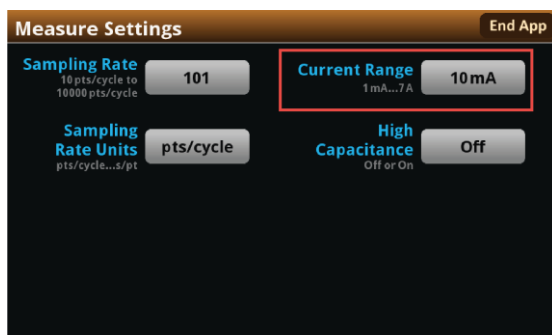 Measure Settings
End App
Sampling Rate
10 pts/cycle to
10000 pts/cycle
101
Current Range
1 mA...7 A
10 mA
Sampling
Rate Units
pts/cycle...s/pt
pts/cycle
High
Capacitance
Off or On
Off